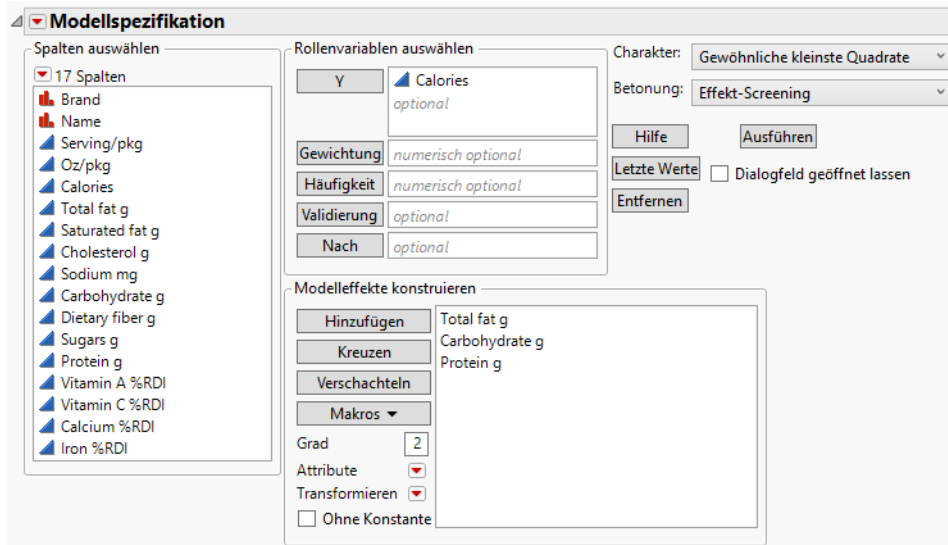 Modellspezifikation
Spalten auswählen
17 Spalten
Brand
Name
Serving/pkg
Oz/pkg
Calories
Total fat g
Saturated fat g
Cholesterol g
Sodium mg
Carbohydrate g
Dietary fiber g
Sugars g
Protein g
Vitamin A %RDI
Vitamin C %RDI
Calcium %RDI
Iron %RDI
Rollenvariablen auswählen
Y
Calories
optional
Gewichtung numerisch optional
Häufigkeit numerisch optional
Validierung optional
Nach optional
Charakter: Gewöhnliche kleinste Quadrate
Betonung: Effekt-Screening
Hilfe Ausführen
Letzte Werte Dialogfeld geöffnet lassen
Entfernen
Modelleffekte konstruieren
Hinzufügen
Kreuzen
Verschachteln
Makros
Grad 2
Attribute
Transformieren
Ohne Konstante
Total fat g
Carbohydrate g
Protein g